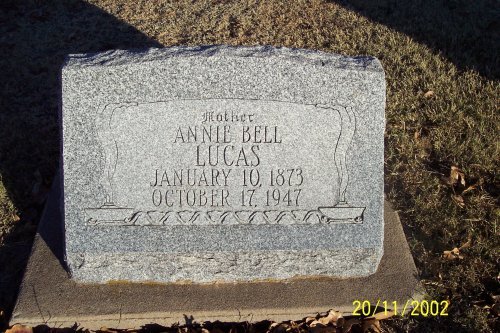 Mother
ANNIE BELL
LUCAS
JANUARY 10, 1873
OCTOBER 17, 1947
20/11/2002